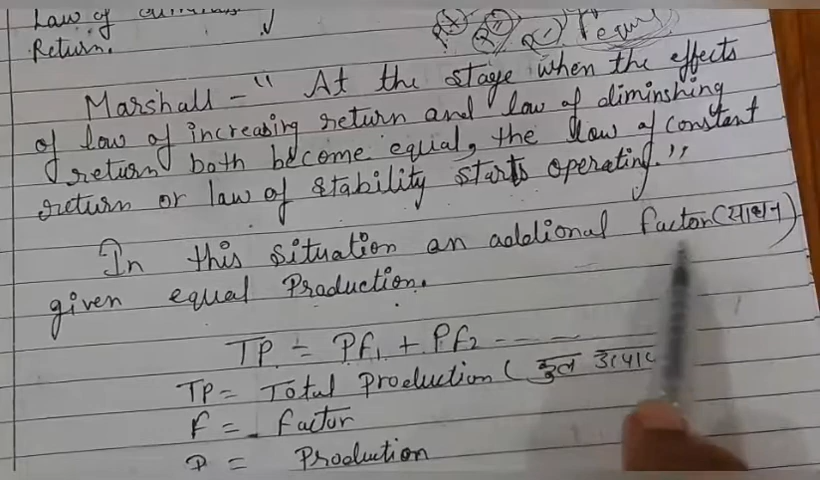 Law of
Return.
equal
Marshall - " At the stage when the effects
of law of increasing return and law of diminshing
return both become equal, the law of constant
return or law of stability starts operating."
In this situation an addional factor (साधन)
given equal Production.
TP = PF1 + PF2 -----
TP = Total Production ( कुल उत्पाद
F = factor
P = Production